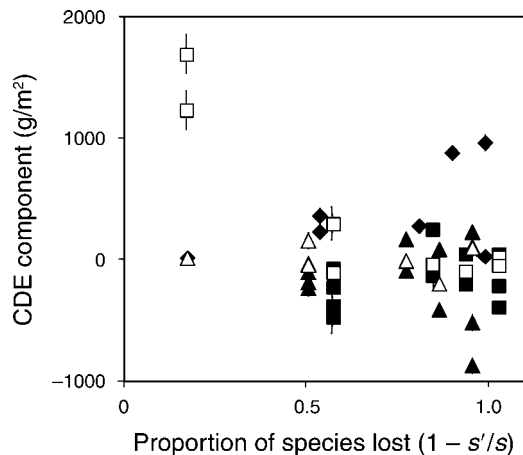 CDE component (g/m²)
2000
1000
0
−1000
0 0.5 1.0
Proportion of species lost (1 − s′/s)